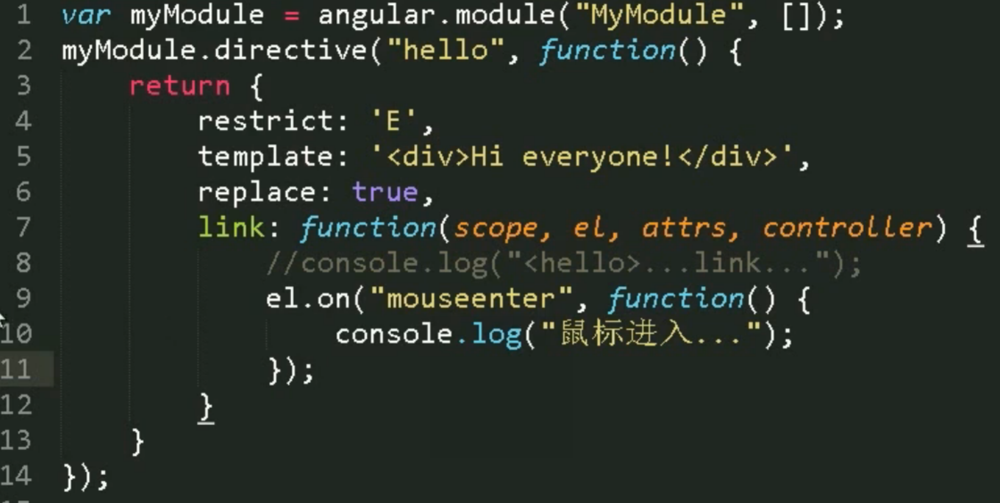 1 var myModule = angular.module("MyModule", []);
2 myModule.directive("hello", function() {
3     return {
4         restrict: 'E',
5         template: '<div>Hi everyone!</div>',
6         replace: true,
7         link: function(scope, el, attrs, controller) {
8             //console.log("<hello>...link...");
9             el.on("mouseenter", function() {
10                 console.log("鼠标进入...");
11             });
12         }
13     }
14 });